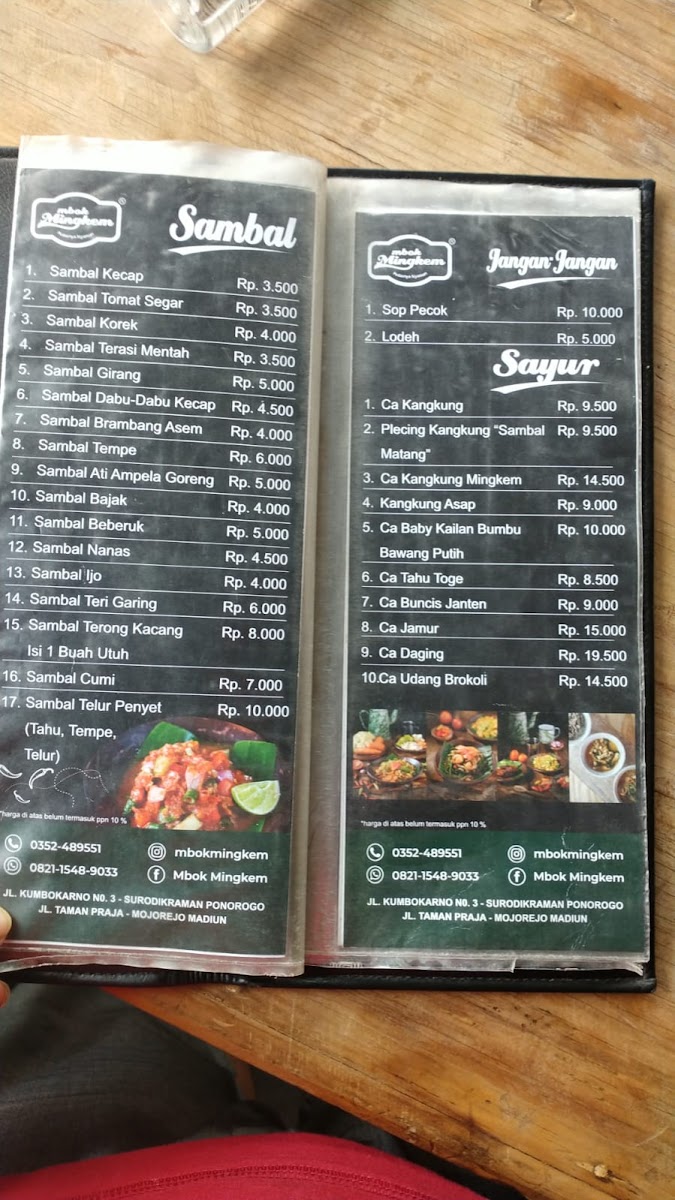 mbok
Mingkem
®
Sambal
1. Sambal Kecap Rp. 3.500
2. Sambal Tomat Segar Rp. 3.500
3. Sambal Korek Rp. 4.000
4. Sambal Terasi Mentah Rp. 3.500
5. Sambal Girang Rp. 5.000
6. Sambal Dabu-Dabu Kecap Rp. 4.500
7. Sambal Brambang Asem Rp. 4.000
8. Sambal Tempe Rp. 6.000
9. Sambal Ati Ampela Goreng Rp. 5.000
10. Sambal Bajak Rp. 4.000
11. Sambal Beberuk Rp. 5.000
12. Sambal Nanas Rp. 4.500
13. Sambal Ijo Rp. 4.000
14. Sambal Teri Garing Rp. 6.000
15. Sambal Terong Kacang Rp. 8.000
Isi 1 Buah Utuh
16. Sambal Cumi Rp. 7.000
17. Sambal Telur Penyet Rp. 10.000
(Tahu, Tempe,
Telur)
*harga di atas belum termasuk ppn 10 %
0352-489551 mbokmingkem
0821-1548-9033 Mbok Mingkem
JL. KUMBOKARNO N0. 3 - SURODIKRAMAN PONOROGO
JL. TAMAN PRAJA - MOJOREJO MADIUN
mbok
Mingkem
®
Jangan-Jangan
1. Sop Pecok Rp. 10.000
2. Lodeh Rp. 5.000
Sayur
1. Ca Kangkung Rp. 9.500
2. Plecing Kangkung “Sambal Rp. 9.500
Matang”
3. Ca Kangkung Mingkem Rp. 14.500
4. Kangkung Asap Rp. 9.000
5. Ca Baby Kailan Bumbu Rp. 10.000
Bawang Putih
6. Ca Tahu Toge Rp. 8.500
7. Ca Buncis Janten Rp. 9.000
8. Ca Jamur Rp. 15.000
9. Ca Daging Rp. 19.500
10.Ca Udang Brokoli Rp. 14.500
*harga di atas belum termasuk ppn 10 %
0352-489551 mbokmingkem
0821-1548-9033 Mbok Mingkem
JL. KUMBOKARNO N0. 3 - SURODIKRAMAN PONOROGO
JL. TAMAN PRAJA - MOJOREJO MADIUN